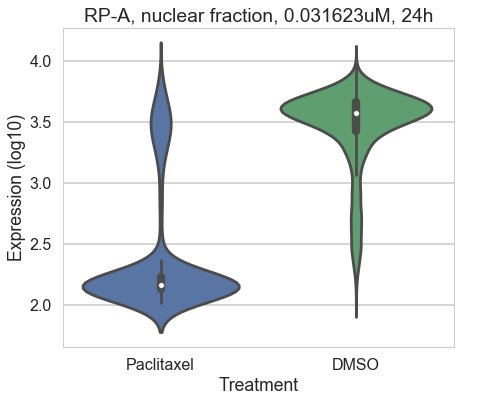 RP-A, nuclear fraction, 0.031623uM, 24h
Expression (log10)
4.0
3.5
3.0
2.5
2.0
Paclitaxel DMSO
Treatment